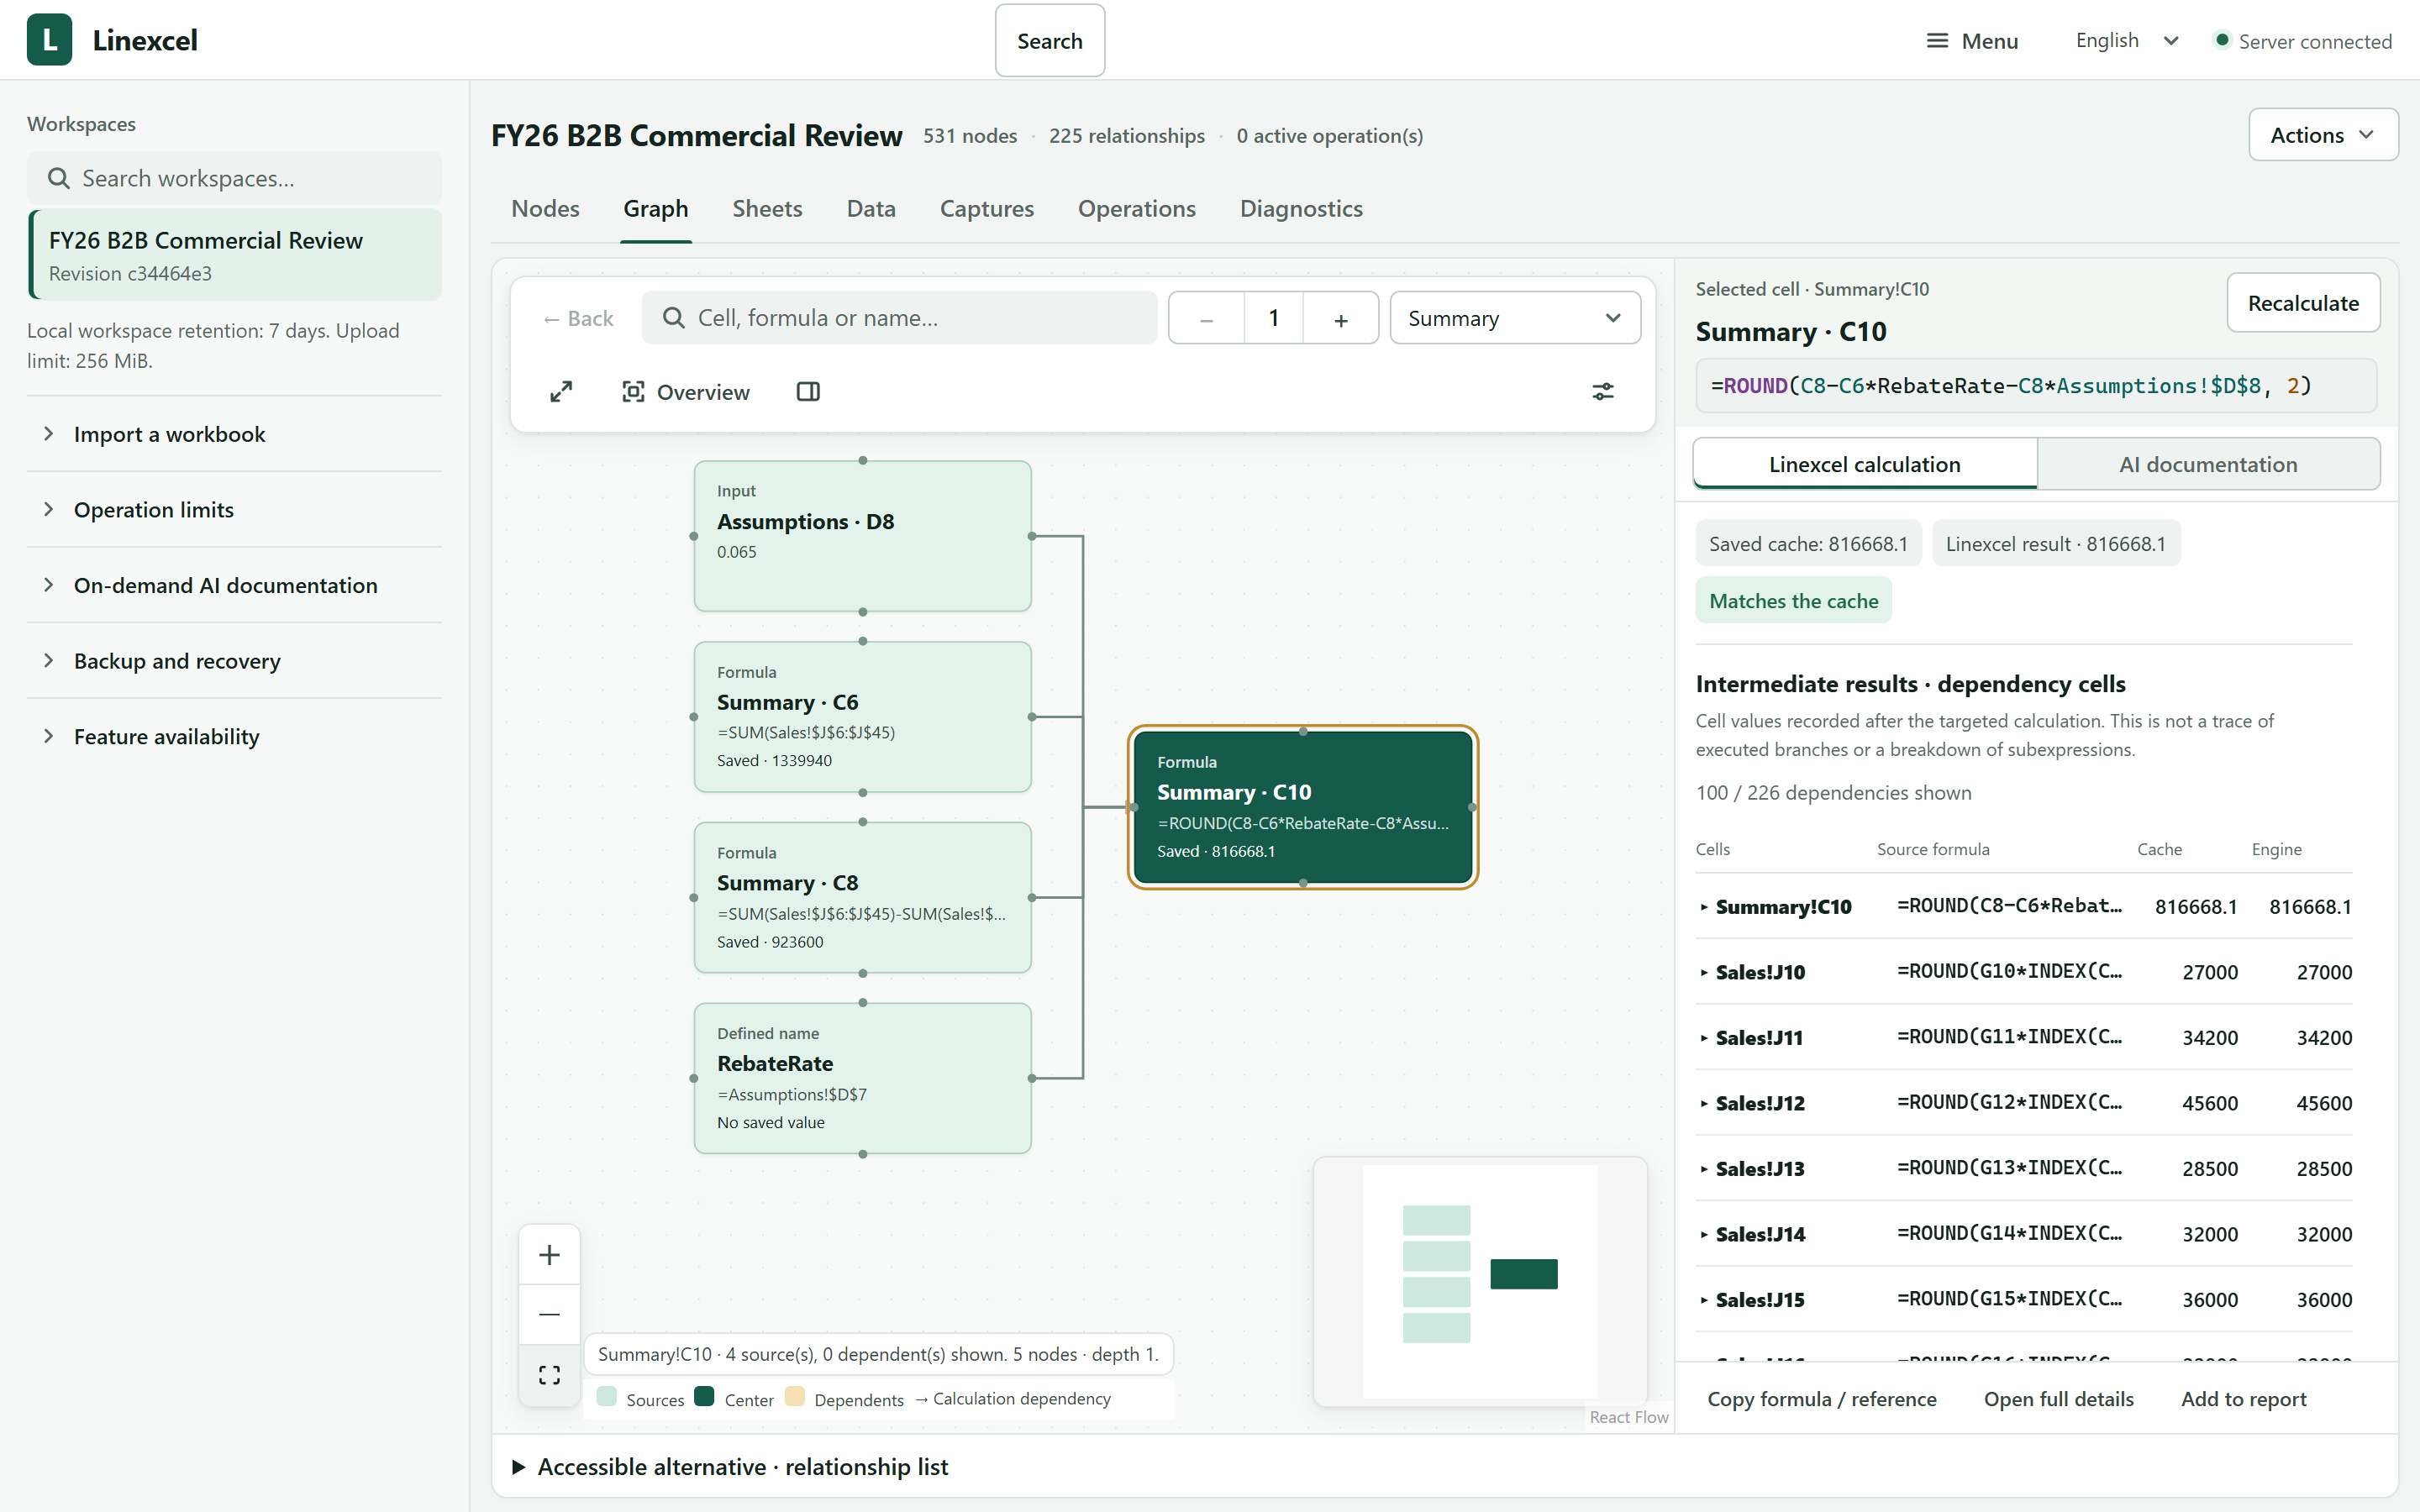 L Linexcel
Search
Menu
English
Server connected
Workspaces
Search workspaces...
FY26 B2B Commercial Review
Revision c34464e3
Local workspace retention: 7 days. Upload
limit: 256 MiB.
Import a workbook
Operation limits
On-demand AI documentation
Backup and recovery
Feature availability
FY26 B2B Commercial Review 531 nodes · 225 relationships · 0 active operation(s)
Actions
Nodes Graph Sheets Data Captures Operations Diagnostics
← Back
Cell, formula or name...
− 1 +
Summary
Overview
Input
Assumptions · D8
0.065
Formula
Summary · C6
=SUM(Sales!$J$6:$J$45)
Saved · 1339940
Formula
Summary · C8
=SUM(Sales!$J$6:$J$45)-SUM(Sales!$...
Saved · 923600
Defined name
RebateRate
=Assumptions!$D$7
No saved value
Formula
Summary · C10
=ROUND(C8-C6*RebateRate-C8*Assu...
Saved · 816668.1
Summary!C10 · 4 source(s), 0 dependent(s) shown. 5 nodes · depth 1.
Sources Center Dependents → Calculation dependency
React Flow
Accessible alternative · relationship list
Selected cell · Summary!C10
Summary · C10
Recalculate
=ROUND(C8-C6*RebateRate-C8*Assumptions!$D$8, 2)
Linexcel calculation
AI documentation
Saved cache: 816668.1
Linexcel result · 816668.1
Matches the cache
Intermediate results · dependency cells
Cell values recorded after the targeted calculation. This is not a trace of
executed branches or a breakdown of subexpressions.
100 / 226 dependencies shown
Cells Source formula Cache Engine
Summary!C10 =ROUND(C8-C6*Rebat... 816668.1 816668.1
Sales!J10 =ROUND(G10*INDEX(C... 27000 27000
Sales!J11 =ROUND(G11*INDEX(C... 34200 34200
Sales!J12 =ROUND(G12*INDEX(C... 45600 45600
Sales!J13 =ROUND(G13*INDEX(C... 28500 28500
Sales!J14 =ROUND(G14*INDEX(C... 32000 32000
Sales!J15 =ROUND(G15*INDEX(C... 36000 36000
Copy formula / reference
Open full details
Add to report